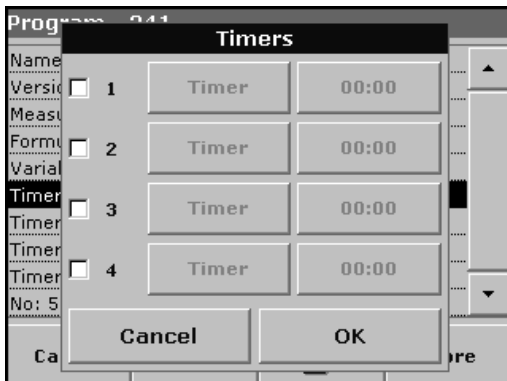 Program 241
Timers
Name
Versio
Measu
Formu
Variab
Timer
Timer
Timer
Timer
No: 5
1 Timer 00:00
2 Timer 00:00
3 Timer 00:00
4 Timer 00:00
Cancel OK
Ca ore